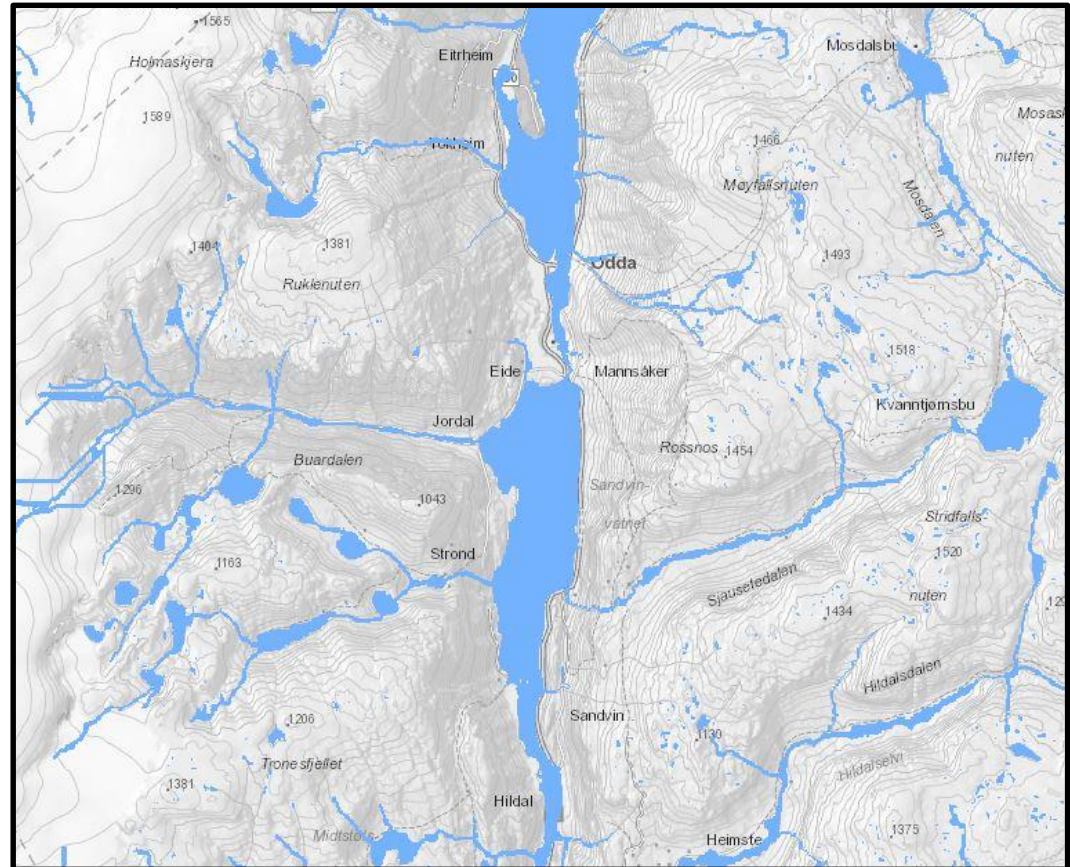 1565
Holmaskjera
1589
Eitrheim
Mosdalsbu
Mosask
nuten
1466
Møyfallsnuten
Mosdalen
1404
1381
Ruklenuten
Odda
1493
1518
Eide
Mannsåker
Kvanntjørnsbu
Jordal
Rossnos
1454
Buardalen
1296
1043
Sandvin-
vatnet
Stridfalls-
1520
nuten
Strond
1163
Sjausetedalen
1434
Hildalsdalen
1206
Sandvin
1130
Tronesfjellet
1381
Hildalselvi
Hildal
Midtstols-
Heimste
1375